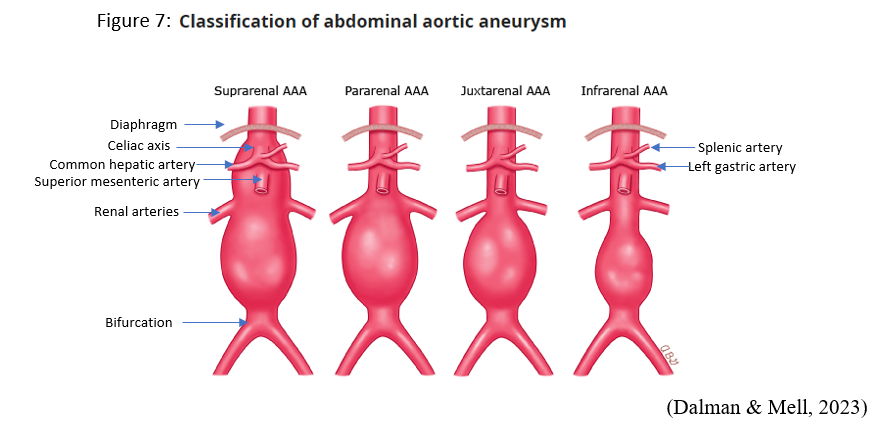 Figure 7: Classification of abdominal aortic aneurysm
Suprarenal AAA Pararenal AAA Juxtarenal AAA Infrarenal AAA
Diaphragm
Celiac axis
Common hepatic artery
Superior mesenteric artery
Renal arteries
Bifurcation
Splenic artery
Left gastric artery
(Dalman & Mell, 2023)